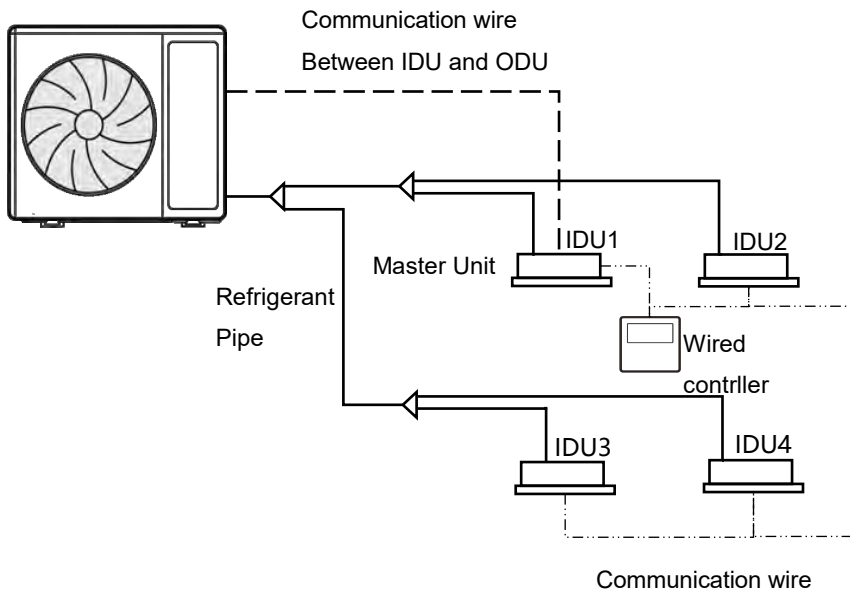 Communication wire
Between IDU and ODU
IDU1
IDU2
Master Unit
Refrigerant
Pipe
Wired
contrller
IDU3
IDU4
Communication wire